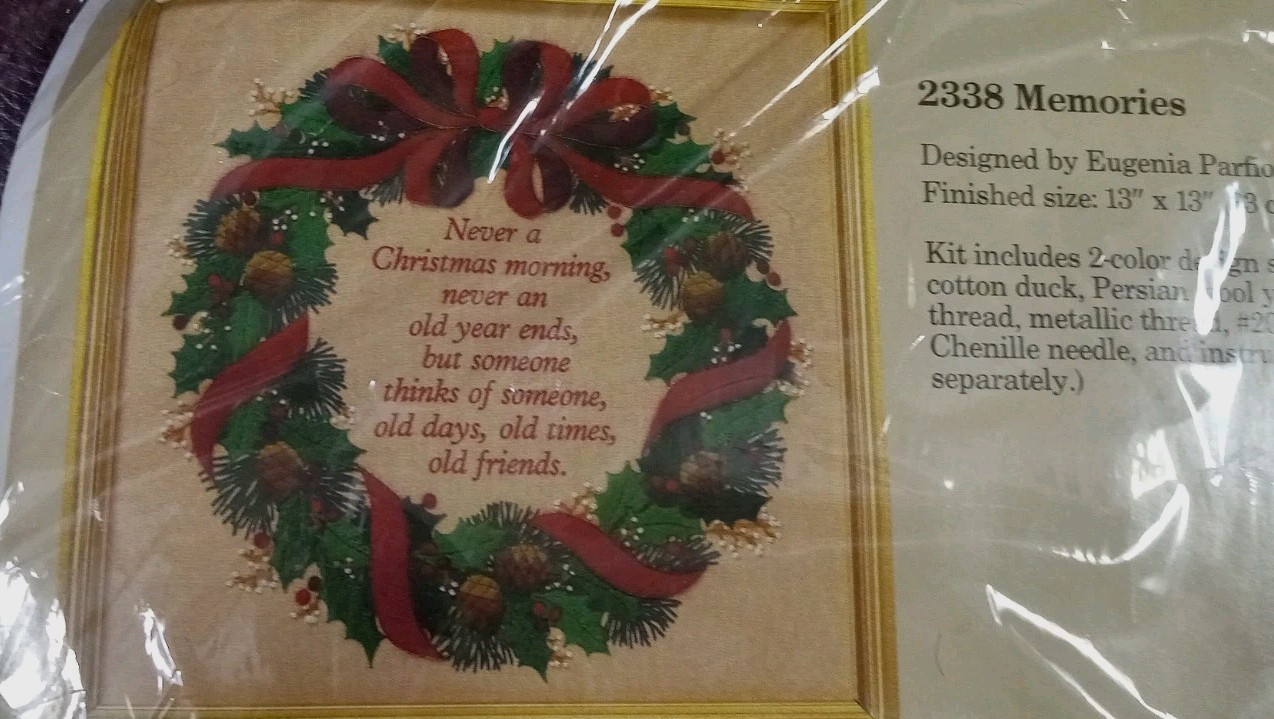 Never a
Christmas morning,
never an
old year ends,
but someone
thinks of someone,
old days, old times,
old friends.
2338 Memories
Designed by Eugenia
Finished size: 13" x 13"
Kit includes 2-color
cotton duck, Persian
thread, metallic
Chenille needle, and
separately.)